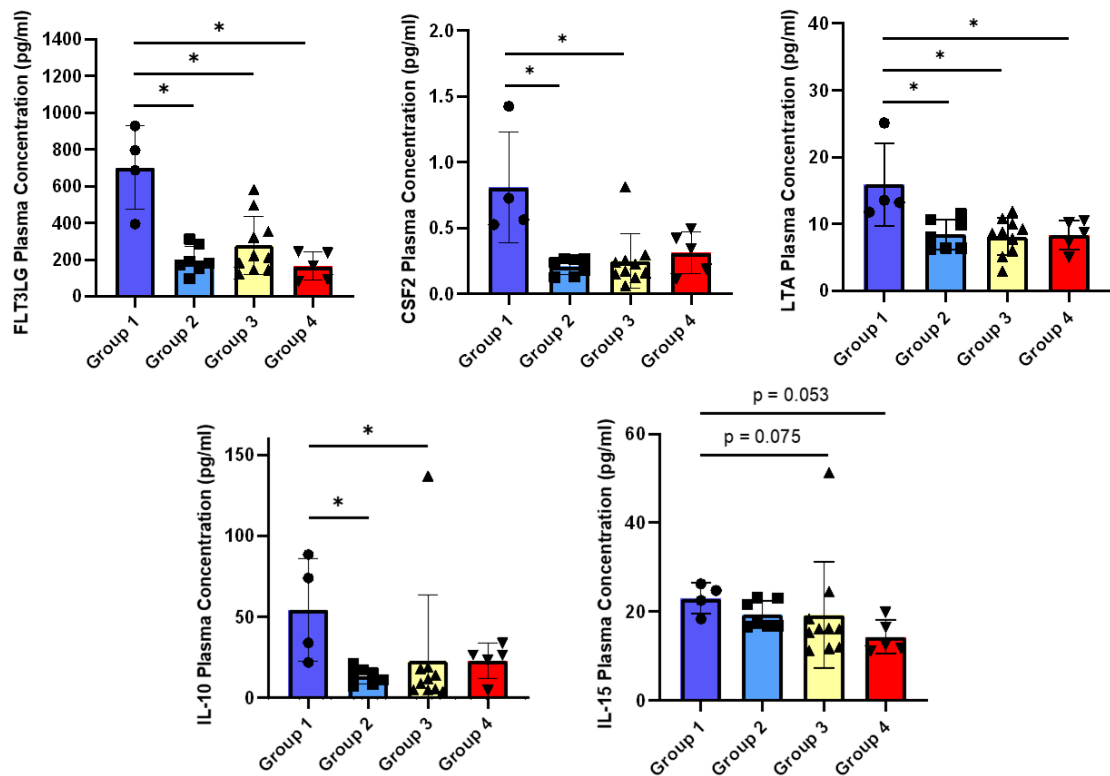 FLT3LG Plasma Concentration (pg/ml)
1400
1200
1000
800
600
400
200
0
*
*
*
Group 1
Group 2
Group 3
Group 4
CSF2 Plasma Concentration (pg/ml)
2.0
1.5
1.0
0.5
0.0
*
*
Group 1
Group 2
Group 3
Group 4
LTA Plasma Concentration (pg/ml)
40
30
20
10
0
*
*
*
Group 1
Group 2
Group 3
Group 4
IL-10 Plasma Concentration (pg/ml)
150
100
50
0
*
*
Group 1
Group 2
Group 3
Group 4
IL-15 Plasma Concentration (pg/ml)
60
40
20
0
p = 0.053
p = 0.075
Group 1
Group 2
Group 3
Group 4